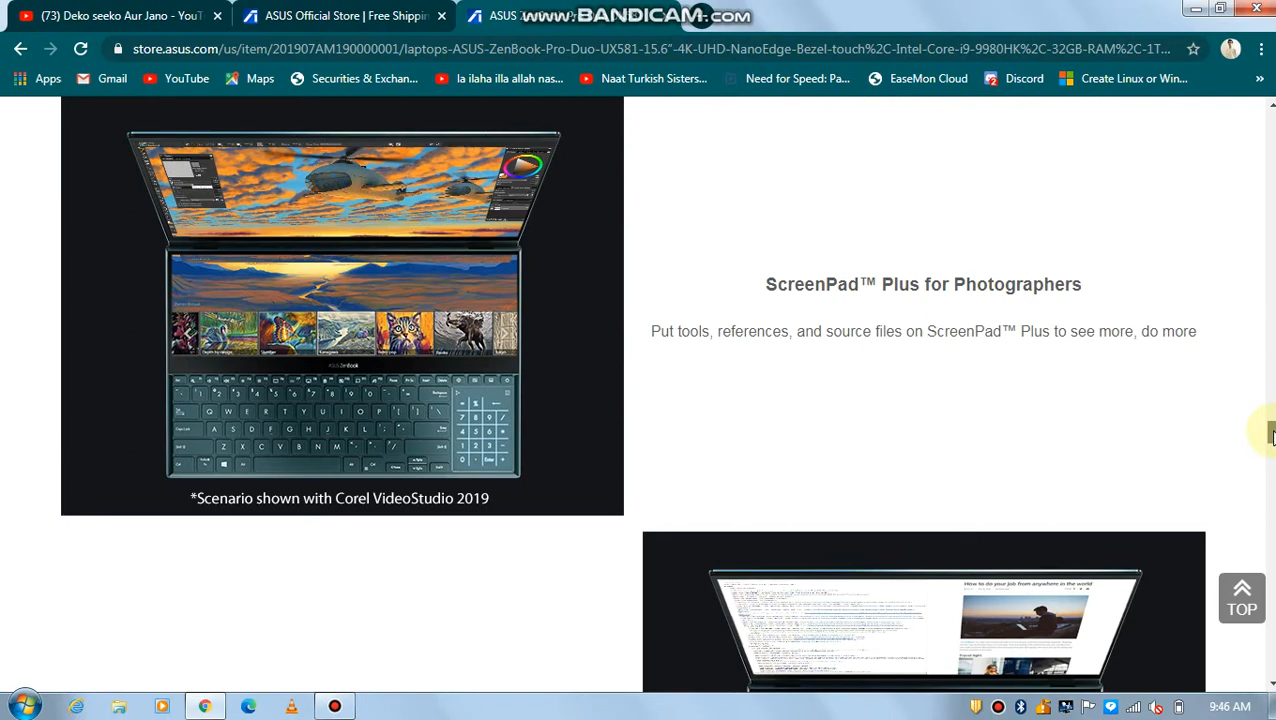 (73) Deko seeko Aur Jano - YouT
ASUS Official Store | Free Shippin
ASUS Z
www.BANDICAM.com
store.asus.com/us/item/201907AM190000001/laptops-ASUS-ZenBook-Pro-Duo-UX581-15.6"-4K-UHD-NanoEdge-Bezel-touch%2C-Intel-Core-i9-9980HK%2C-32GB-RAM%2C-1T...
Apps
Gmail
YouTube
Maps
Securities & Exchan...
la ilaha illa allah nas...
Naat Turkish Sisters...
Need for Speed: Pa...
EaseMon Cloud
Discord
Create Linux or Win...
»
ASUS ZenBook
*Scenario shown with Corel VideoStudio 2019
ScreenPad™ Plus for Photographers
Put tools, references, and source files on ScreenPad™ Plus to see more, do more
How to do your job from anywhere in the world
Travel light
TOP
9:46 AM